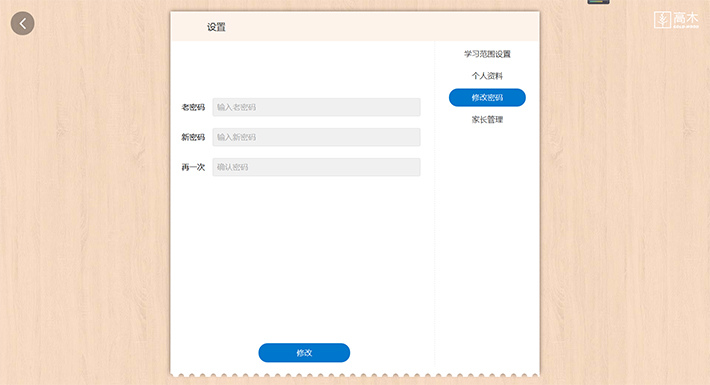 设置
高木
学习范围设置
个人资料
修改密码
家长管理
老密码 输入老密码
新密码 输入新密码
再一次 确认密码
修改